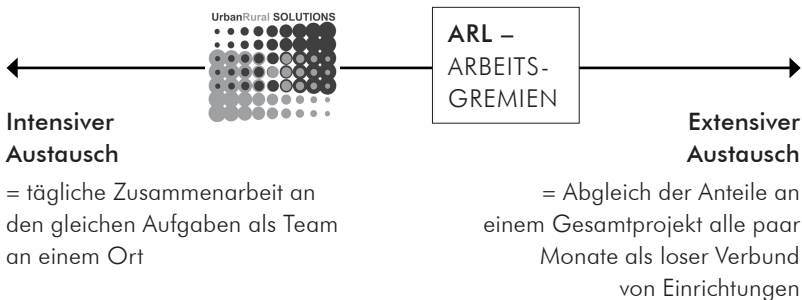 UrbanRural SOLUTIONS
ARL –
ARBEITS-
GREMIEN
Intensiver
Austausch
= tägliche Zusammenarbeit an
den gleichen Aufgaben als Team
an einem Ort
Extensiver
Austausch
= Abgleich der Anteile an
einem Gesamtprojekt alle paar
Monate als loser Verbund
von Einrichtungen